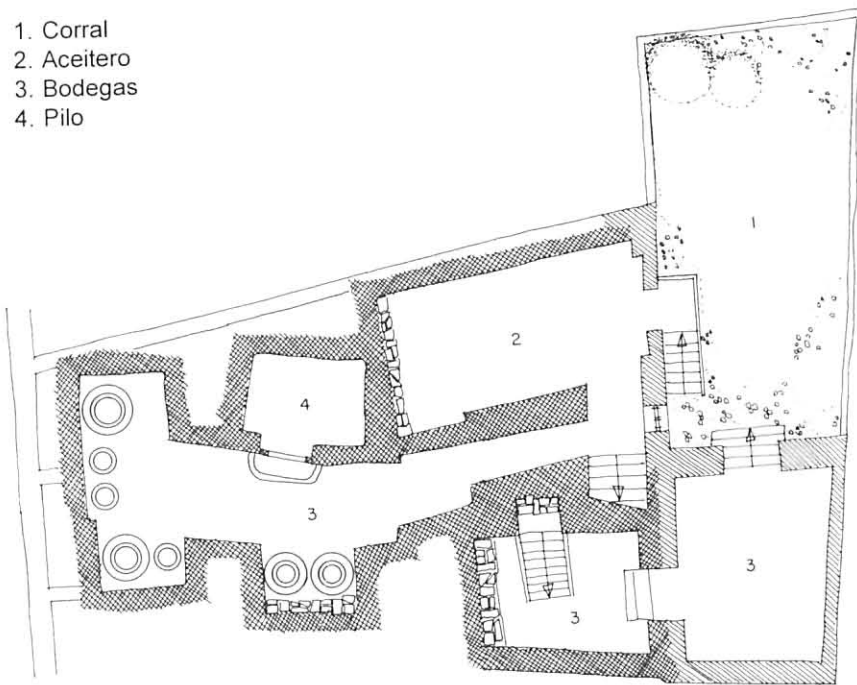 1. Corral
2. Aceitero
3. Bodegas
4. Pilo
1
2
4
3
3
3